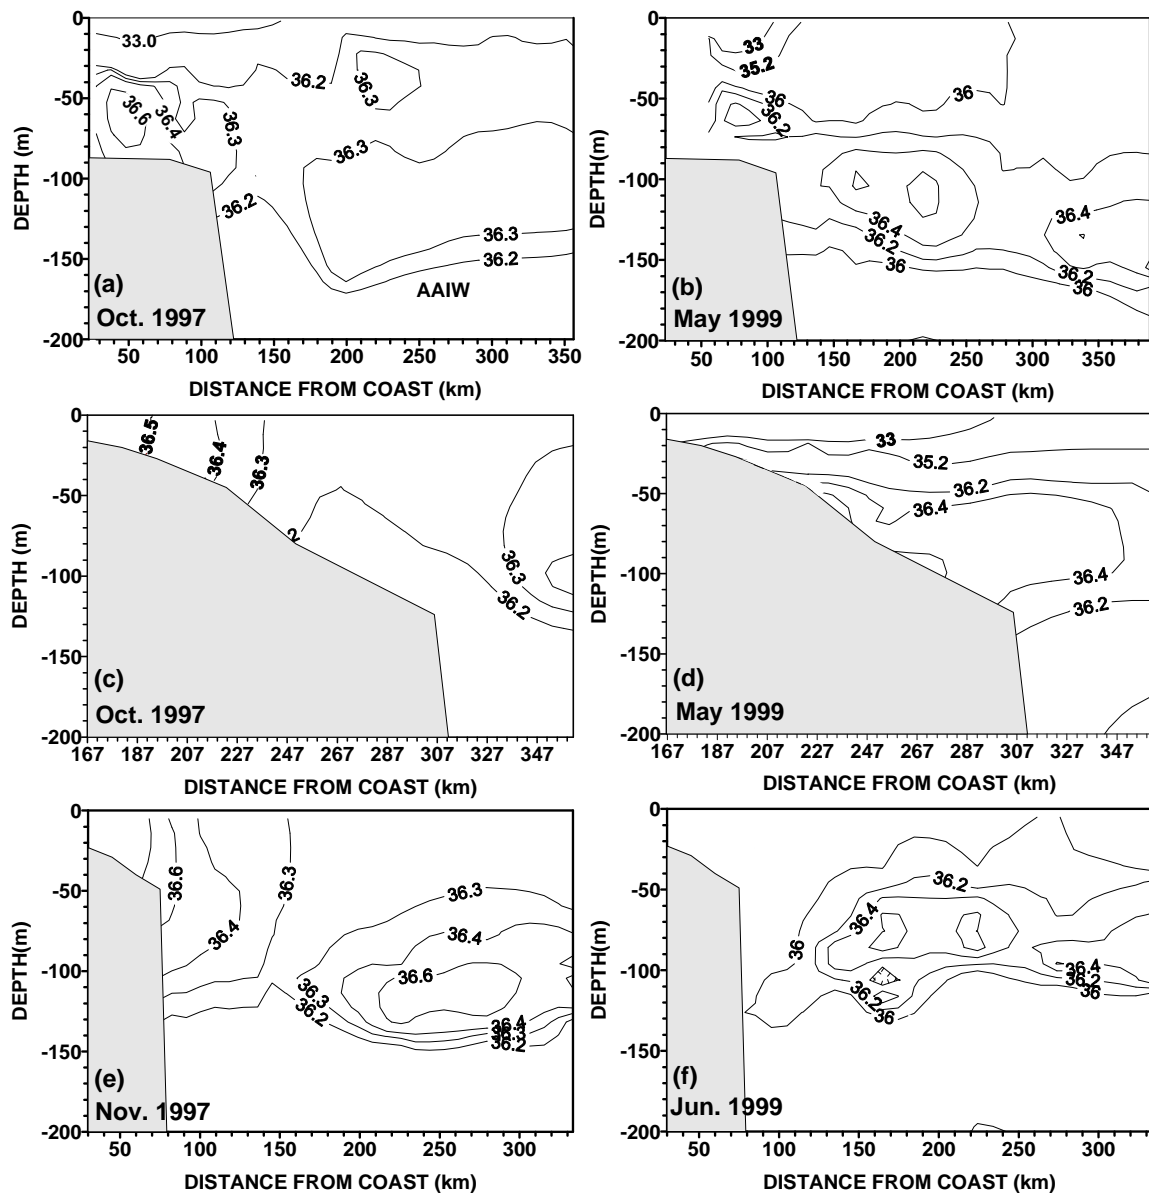 0
-50
-100
-150
-200
DEPTH (m)
33.0
36.2
36.3
36.6
36.4
36.3
36.3
36.2
36.3
36.2
AAIW
(a)
Oct. 1997
50 100 150 200 250 300 350
DISTANCE FROM COAST (km)
0
-50
-100
-150
-200
DEPTH(m)
33
35.2
36
36
36.2
36.4
36.4
36.2
36
36.2
36
(b)
May 1999
50 100 150 200 250 300 350
DISTANCE FROM COAST (km)
0
-50
-100
-150
-200
DEPTH (m)
36.5
36.4
36.3
2
36.3
36.2
(c)
Oct. 1997
167 187 207 227 247 267 287 307 327 347
DISTANCE FROM COAST (km)
0
-50
-100
-150
-200
DEPTH(m)
33
35.2
36.2
36.4
36.4
36.2
(d)
May 1999
167 187 207 227 247 267 287 307 327 347
DISTANCE FROM COAST (km)
0
-50
-100
-150
-200
DEPTH(m)
36.6
36.3
36.3
36.4
36.4
36.6
36.3
36.2
36.4
36.3
36.2
(e)
Nov. 1997
50 100 150 200 250 300
DISTANCE FROM COAST (km)
0
-50
-100
-150
-200
DEPTH(m)
36.2
36.4
36
36.4
36.2
36.2
36
36
(f)
Jun. 1999
50 100 150 200 250 300
DISTANCE FROM COAST (km)